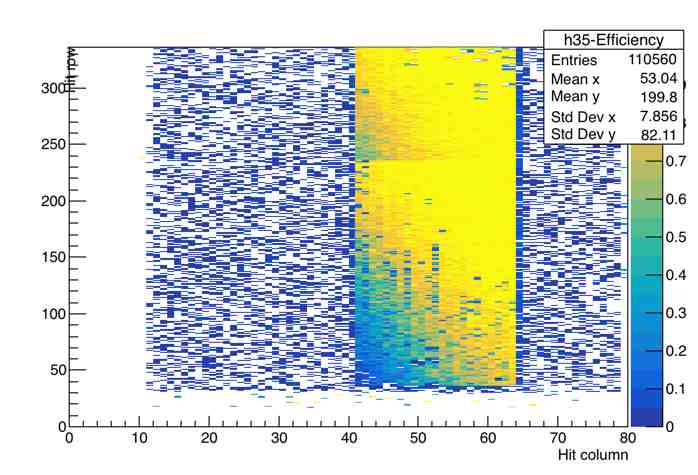 h35-Efficiency
Entries 110560
Mean x 53.04
Mean y 199.8
Std Dev x 7.856
Std Dev y 82.11
Hit row
300
250
200
150
100
50
0
0 10 20 30 40 50 60 70 80
Hit column
0.7
0.6
0.5
0.4
0.3
0.2
0.1
0